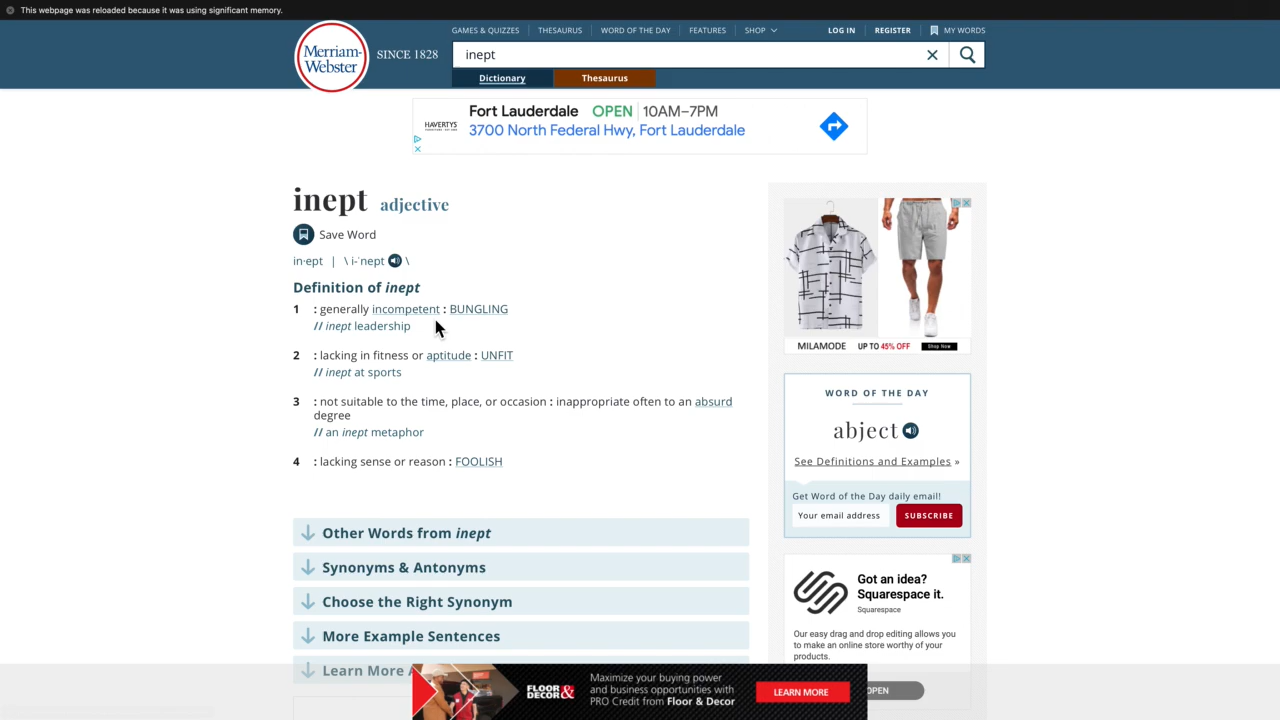 This webpage was reloaded because it was using significant memory.
GAMES & QUIZZES THESAURUS WORD OF THE DAY FEATURES SHOP LOG IN REGISTER MY WORDS
Merriam-
Webster
SINCE 1828
inept
Dictionary Thesaurus
HAVERTYS
Fort Lauderdale OPEN 10AM–7PM
3700 North Federal Hwy, Fort Lauderdale
inept adjective
Save Word
in·ept | \ i-ˈnept \
Definition of inept
1 : generally incompetent : BUNGLING
// inept leadership
2 : lacking in fitness or aptitude : UNFIT
// inept at sports
3 : not suitable to the time, place, or occasion : inappropriate often to an absurd
degree
// an inept metaphor
4 : lacking sense or reason : FOOLISH
Other Words from inept
Synonyms & Antonyms
Choose the Right Synonym
More Example Sentences
Learn More
MILAMODE UP TO 45% OFF Shop Now
WORD OF THE DAY
abject
See Definitions and Examples »
Get Word of the Day daily email!
Your email address SUBSCRIBE
Got an idea?
Squarespace it.
Squarespace
Our easy drag and drop editing allows you
to make an online store worthy of your
products.
OPEN
FLOOR &
DECOR
Maximize your buying power
and business opportunities with
PRO Credit from Floor & Decor
LEARN MORE